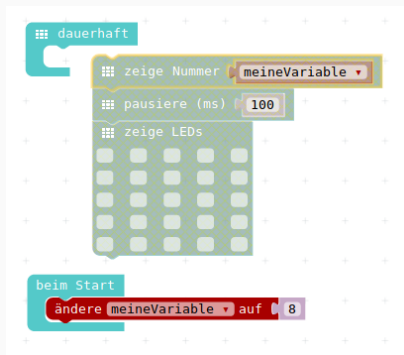 dauerhaft
zeige Nummer meineVariable
pausiere (ms) 100
zeige LEDs
beim Start
ändere meineVariable auf 8